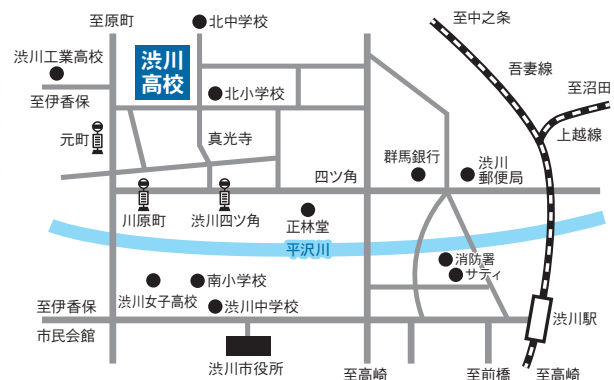 至原町
北中学校
至中之条
渋川工業高校
渋川
高校
吾妻線
至沼田
至伊香保
北小学校
上越線
元町
真光寺
群馬銀行
渋川
郵便局
四ツ角
川原町
渋川四ツ角
正林堂
平沢川
消防署
サティ
南小学校
渋川女子高校
渋川中学校
至伊香保
市民会館
渋川駅
渋川市役所
至高崎
至前橋
至高崎